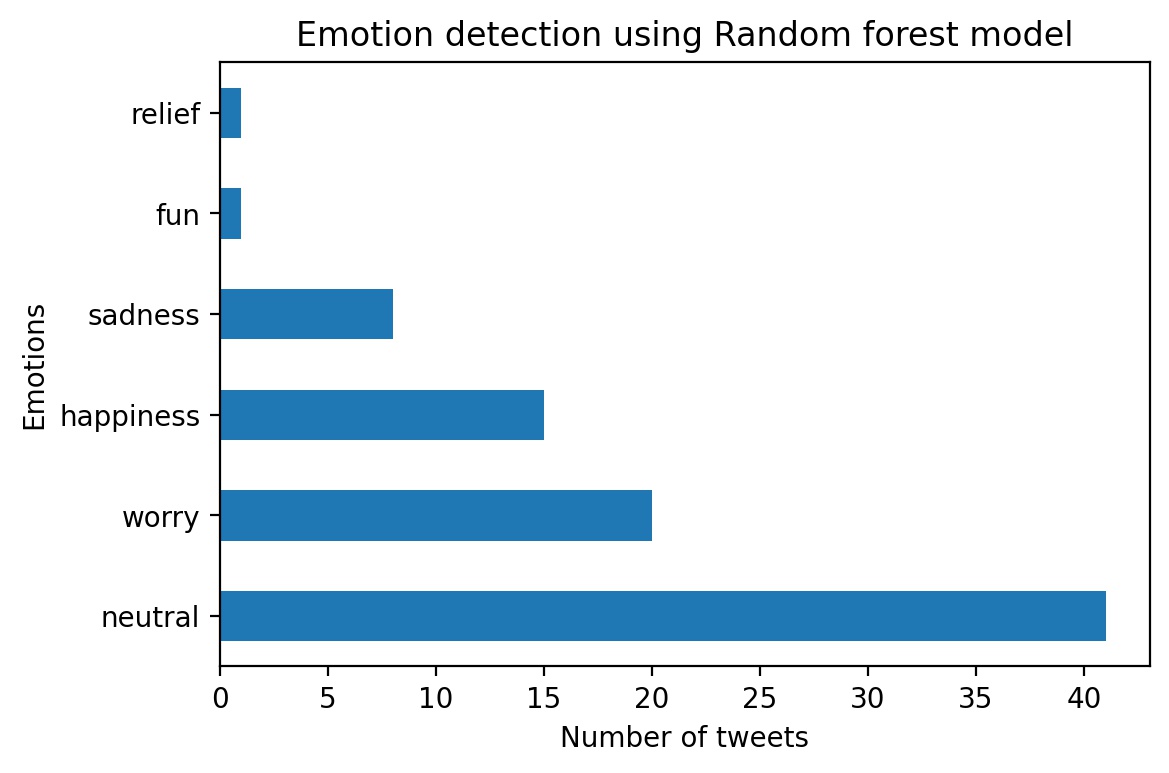 Emotion detection using Random forest model
relief
fun
sadness
happiness
worry
neutral
Emotions
0 5 10 15 20 25 30 35 40
Number of tweets